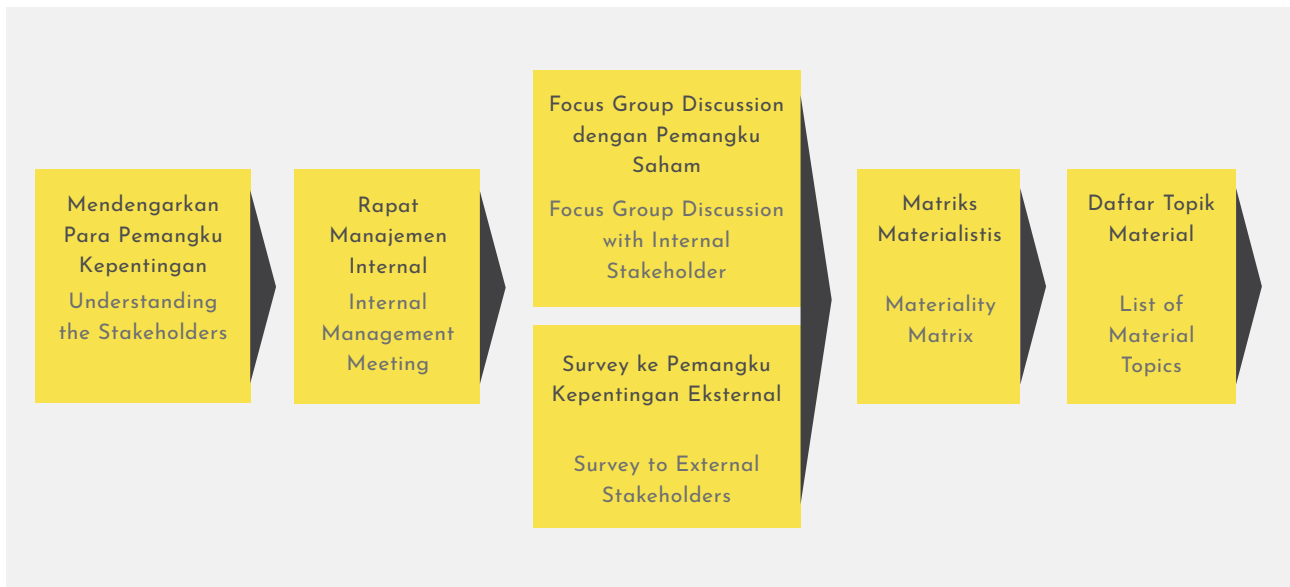 Mendengarkan
Para Pemangku
Kepentingan
Understanding
the Stakeholders
Rapat
Manajemen
Internal
Internal
Management
Meeting
Focus Group Discussion
dengan Pemangku
Saham
Focus Group Discussion
with Internal
Stakeholder
Survey ke Pemangku
Kepentingan Eksternal
Survey to External
Stakeholders
Matriks
Materialistis
Materiality
Matrix
Daftar Topik
Material
List of
Material
Topics